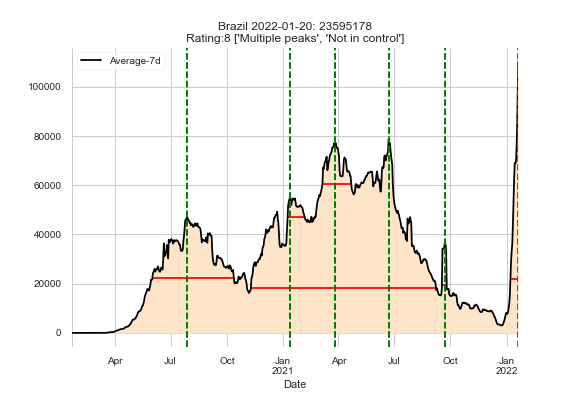 Brazil 2022-01-20: 23595178
Rating:8 ['Multiple peaks', 'Not in control']
Average-7d
100000
80000
60000
40000
20000
0
Apr Jul Oct Jan Apr Jul Oct Jan
2021 2022
Date